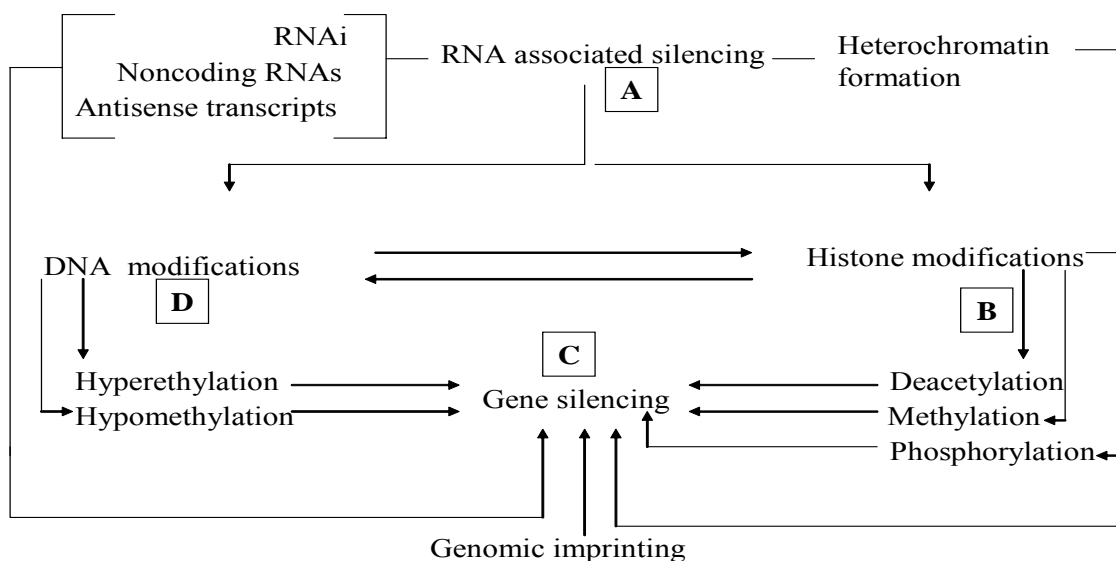 RNAi
Noncoding RNAs
Antisense transcripts
RNA associated silencing
A
Heterochromatin
formation
DNA modifications
D
Histone modifications
B
C
Gene silencing
Hyperethylation
Hypomethylation
Deacetylation
Methylation
Phosphorylation
Genomic imprinting